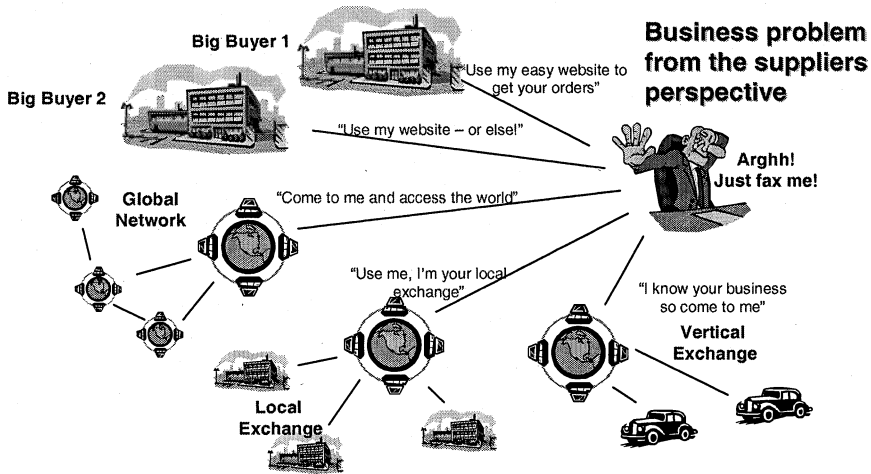 Business problem
from the suppliers
perspective
Big Buyer 1
“Use my easy website to
get your orders”
Big Buyer 2
“Use my website – or else!”
Arghh!
Just fax me!
Global
Network
“Come to me and access the world”
“Use me, I'm your local
exchange”
“I know your business
so come to me”
Vertical
Exchange
Local
Exchange